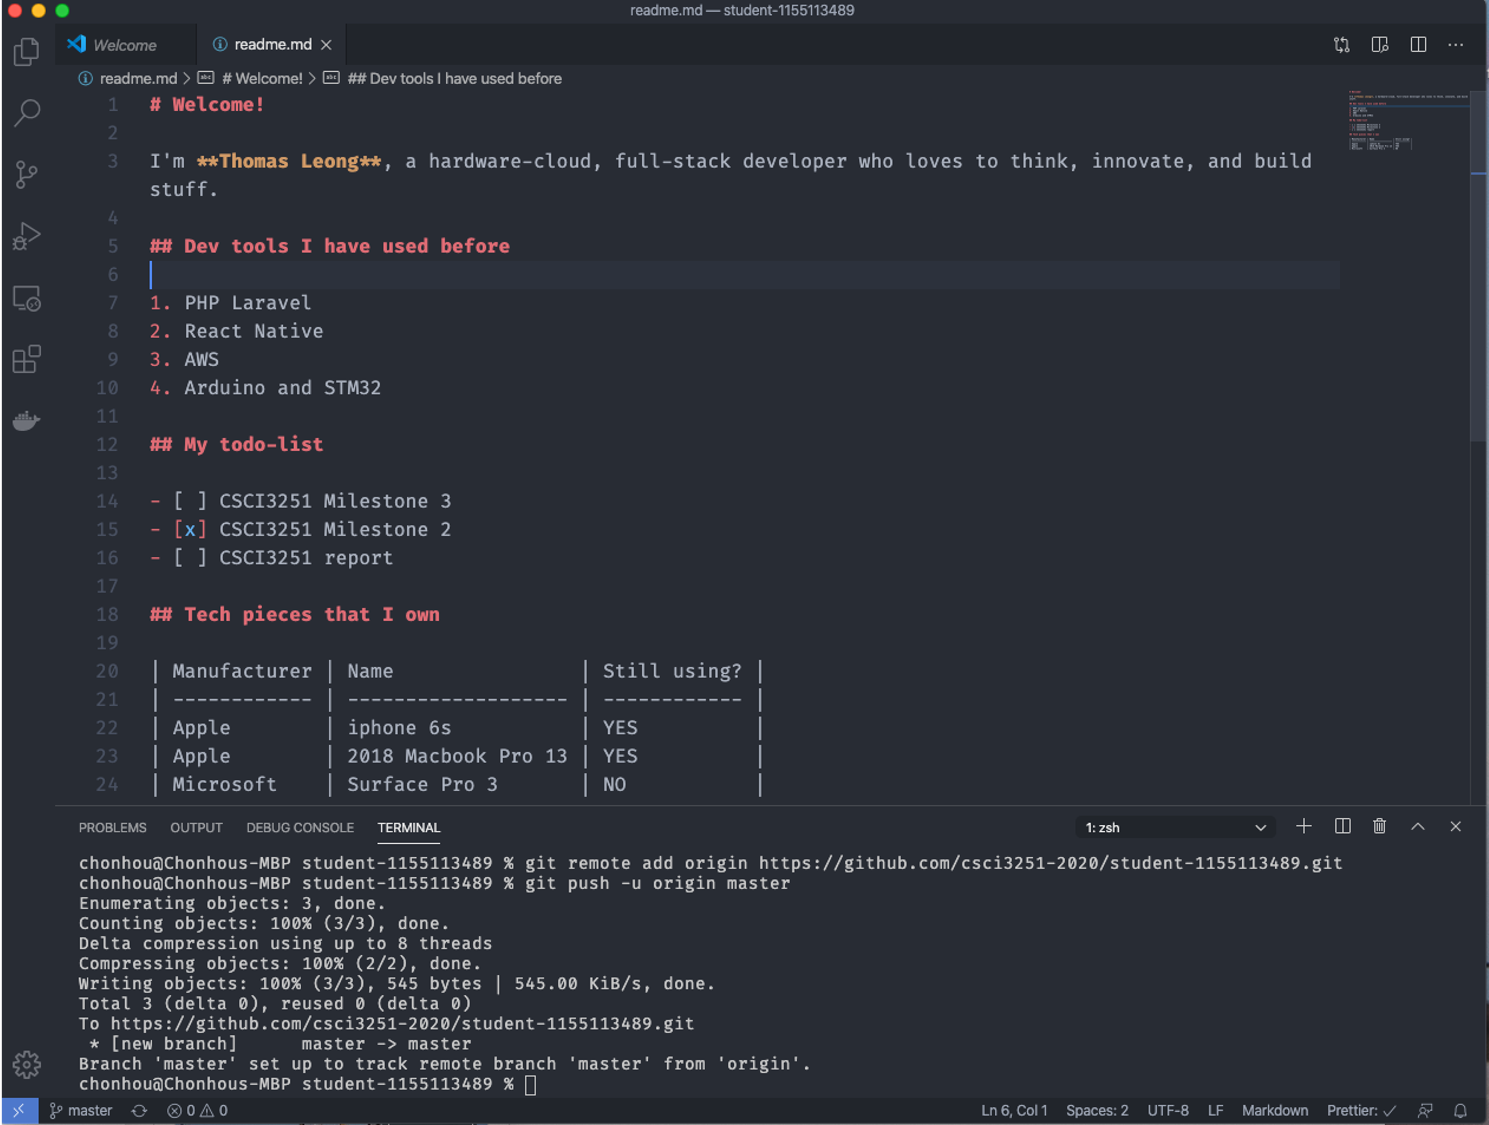 readme.md — student-1155113489
Welcome
readme.md
readme.md > # Welcome! > ## Dev tools I have used before
1 # Welcome!
2
3 I'm **Thomas Leong**, a hardware-cloud, full-stack developer who loves to think, innovate, and build
stuff.
4
5 ## Dev tools I have used before
6
7 1. PHP Laravel
8 2. React Native
9 3. AWS
10 4. Arduino and STM32
11
12 ## My todo-list
13
14 - [ ] CSCI3251 Milestone 3
15 - [x] CSCI3251 Milestone 2
16 - [ ] CSCI3251 report
17
18 ## Tech pieces that I own
19
20 | Manufacturer | Name | Still using? |
21 | ------------ | ------------------- | ------------ |
22 | Apple | iphone 6s | YES |
23 | Apple | 2018 Macbook Pro 13 | YES |
24 | Microsoft | Surface Pro 3 | NO |
PROBLEMS OUTPUT DEBUG CONSOLE TERMINAL 1: zsh
chonhou@Chonhous-MBP student-1155113489 % git remote add origin https://github.com/csci3251-2020/student-1155113489.git
chonhou@Chonhous-MBP student-1155113489 % git push -u origin master
Enumerating objects: 3, done.
Counting objects: 100% (3/3), done.
Delta compression using up to 8 threads
Compressing objects: 100% (2/2), done.
Writing objects: 100% (3/3), 545 bytes | 545.00 KiB/s, done.
Total 3 (delta 0), reused 0 (delta 0)
To https://github.com/csci3251-2020/student-1155113489.git
* [new branch] master -> master
Branch 'master' set up to track remote branch 'master' from 'origin'.
chonhou@Chonhous-MBP student-1155113489 %
master 0 0 Ln 6, Col 1 Spaces: 2 UTF-8 LF Markdown Prettier: ✓